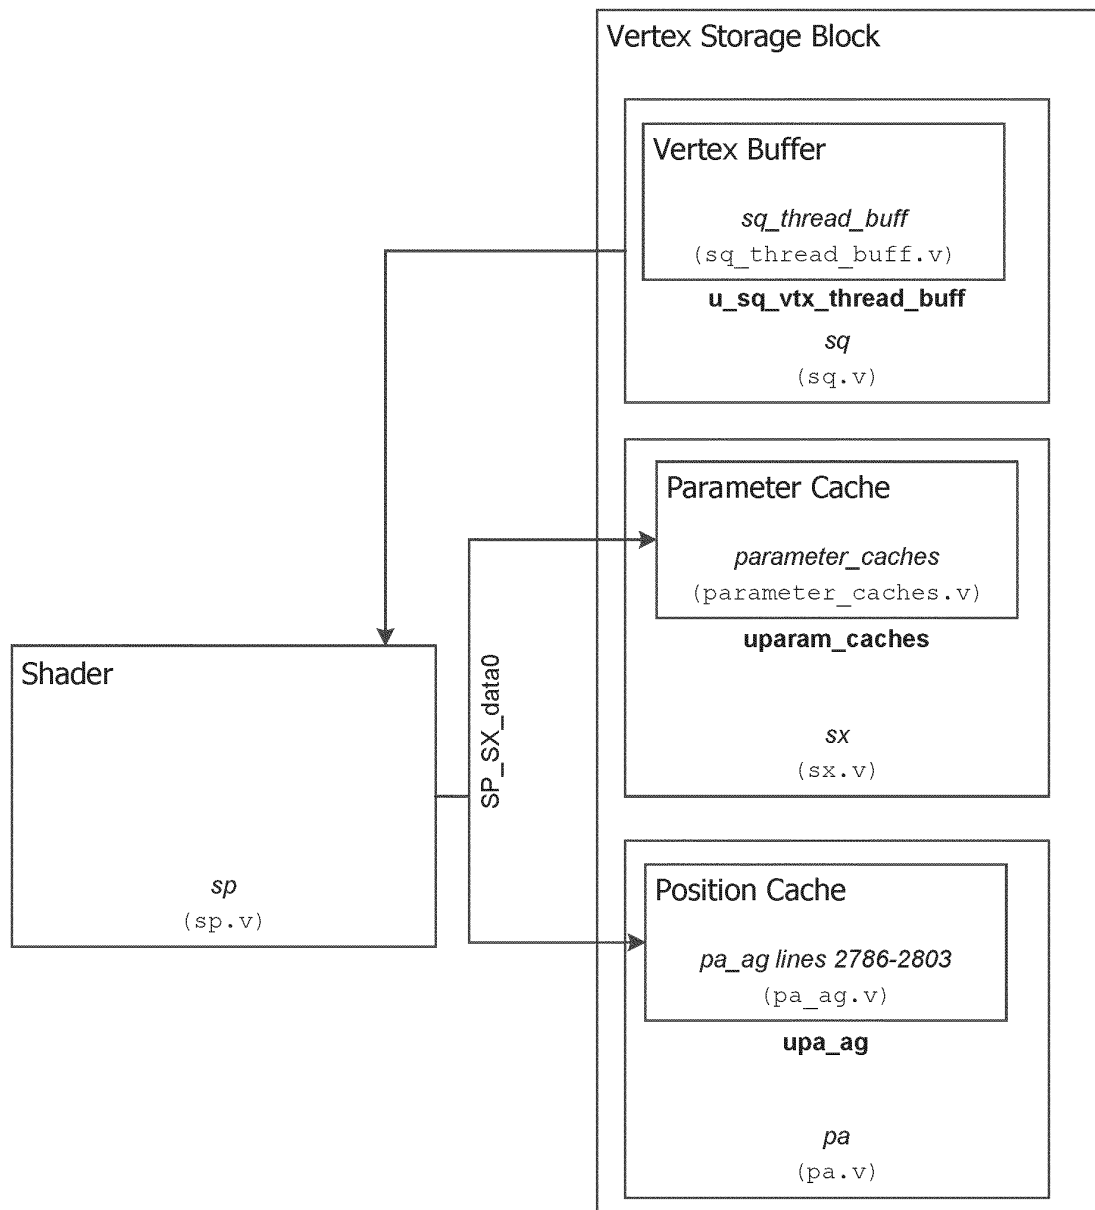 Vertex Storage Block
Vertex Buffer
sq_thread_buff
(sq_thread_buff.v)
u_sq_vtx_thread_buff
sq
(sq.v)
Parameter Cache
parameter_caches
(parameter_caches.v)
uparam_caches
sx
(sx.v)
Shader
sp
(sp.v)
SP_SX_data0
Position Cache
pa_ag lines 2786-2803
(pa_ag.v)
upa_ag
pa
(pa.v)